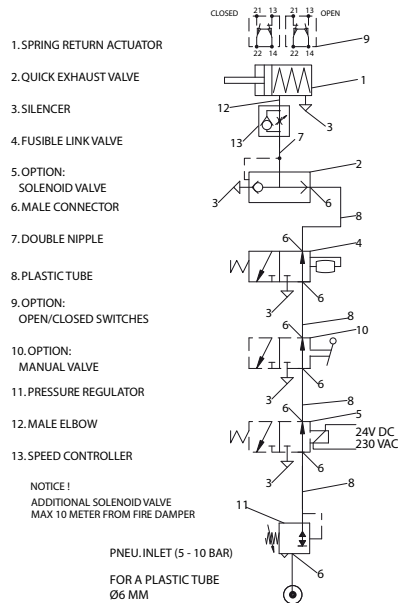 CLOSED 21 13 21 13 OPEN
22 14 22 14
9
1. SPRING RETURN ACTUATOR
2. QUICK EXHAUST VALVE
3. SILENCER
4. FUSIBLE LINK VALVE
5. OPTION:
SOLENOID VALVE
6. MALE CONNECTOR
7. DOUBLE NIPPLE
8. PLASTIC TUBE
9. OPTION:
OPEN/CLOSED SWITCHES
10. OPTION:
MANUAL VALVE
11. PRESSURE REGULATOR
12. MALE ELBOW
13. SPEED CONTROLLER
NOTICE !
ADDITIONAL SOLENOID VALVE
MAX 10 METER FROM FIRE DAMPER
PNEU. INLET (5 - 10 BAR)
FOR A PLASTIC TUBE
Ø6 MM
1
12
3
13
7
2
3
6
8
6
4
3
6
8
6
10
3
6
8
6
5
24V DC
230 VAC
3
6
8
11
6